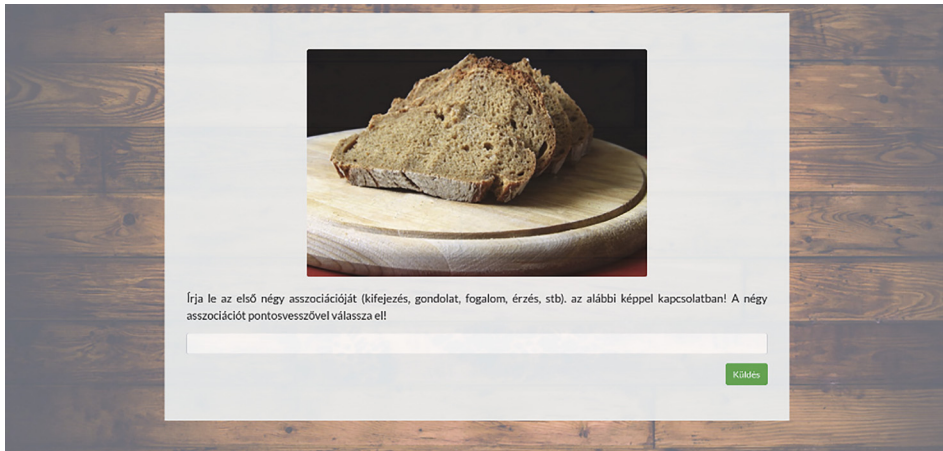 Írja le az első négy asszociációját (kifejezés, gondolat, fogalom, érzés, stb). az alábbi képpel kapcsolatban! A négy
asszociációt pontosvesszővel válassza el!
Küldés